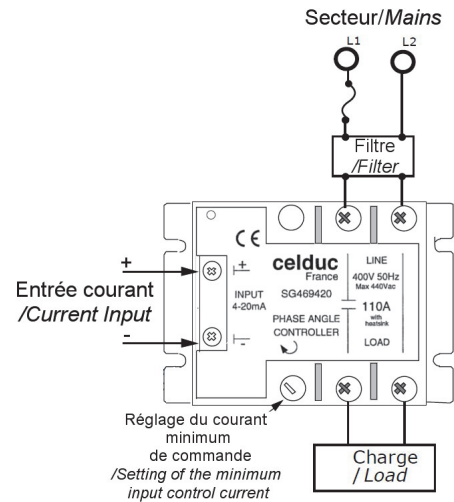 Secteur/Mains
L1 L2
Filtre
/Filter
CE
celduc
France
SG469420
LINE
400V 50Hz
Max 440Vac
110A
with
heatsink
LOAD
+
Entrée courant
/Current Input
-
+
INPUT
4-20mA
-
PHASE ANGLE
CONTROLLER
Réglage du courant
minimum
de commande
/Setting of the minimum
input control current
Charge
/ Load